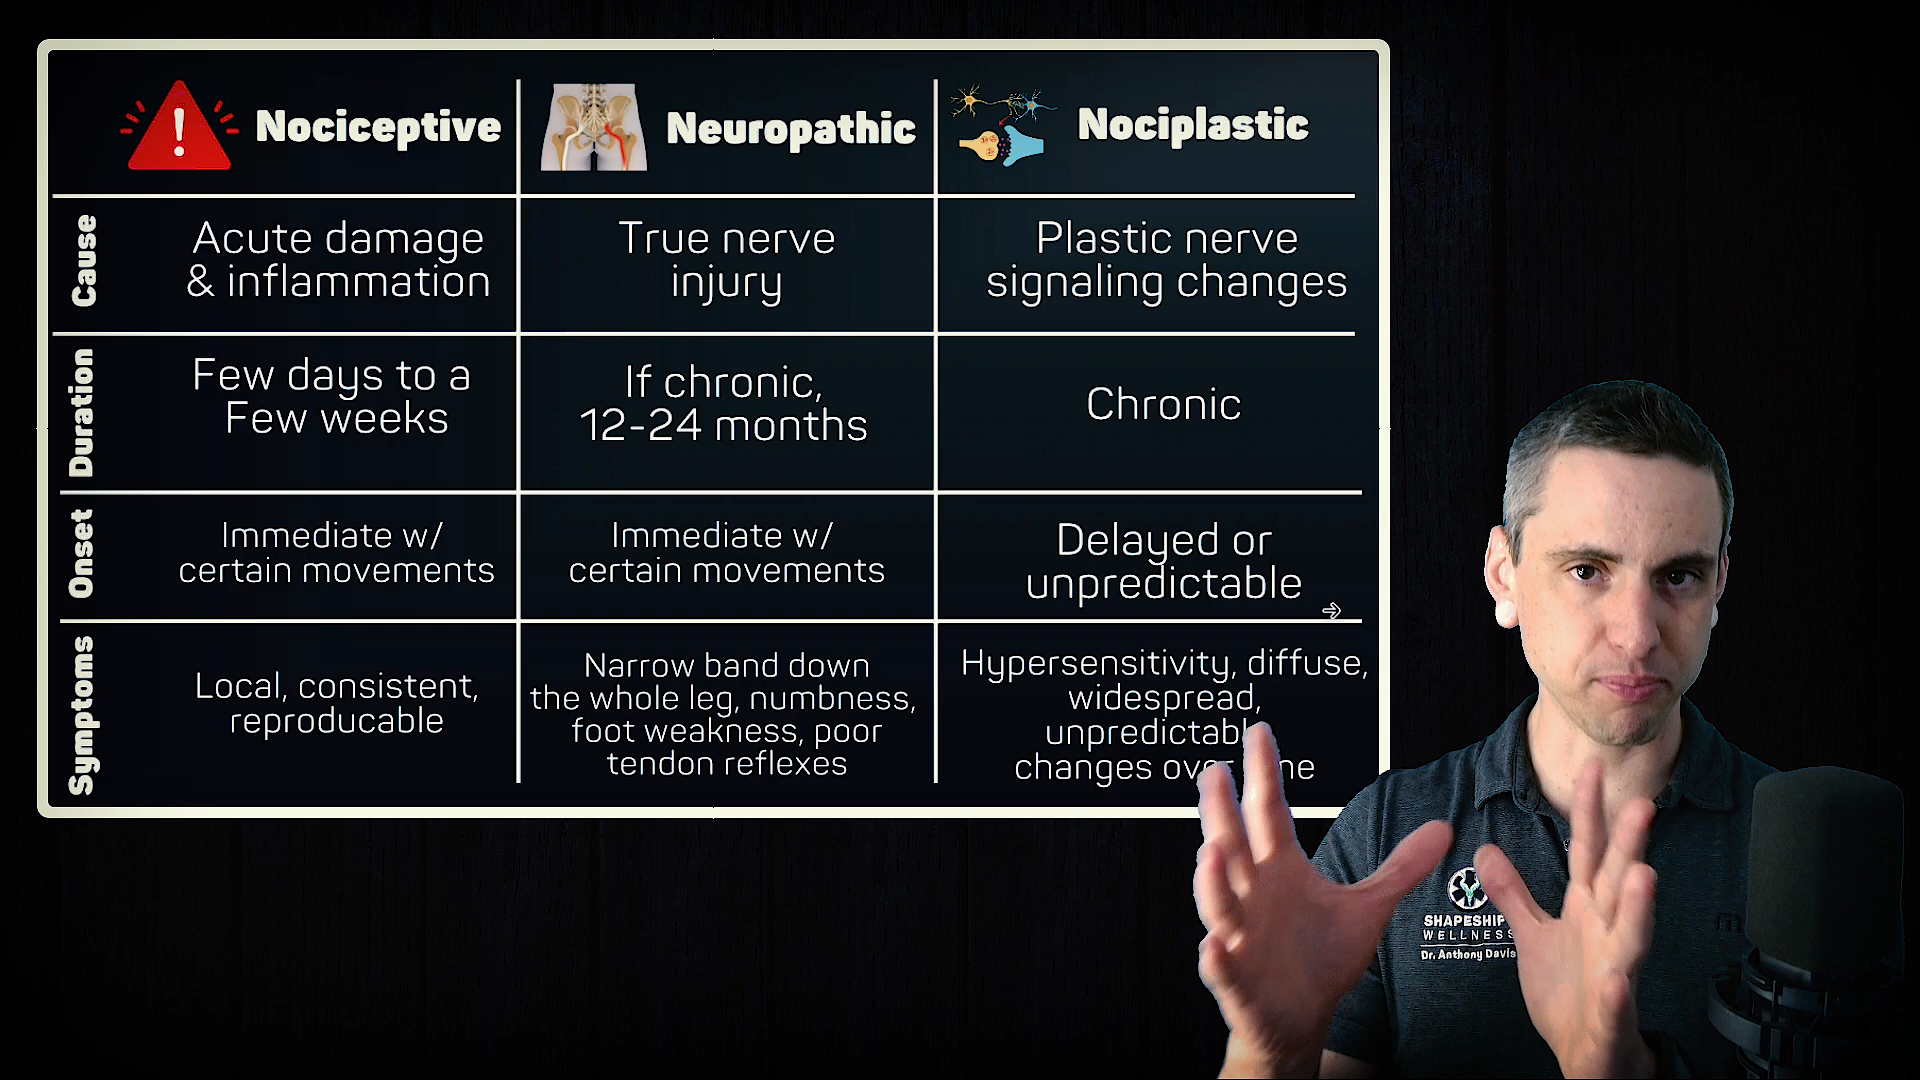 Nociceptive
Neuropathic
Nociplastic
Cause
Acute damage
& inflammation
True nerve
injury
Plastic nerve
signaling changes
Duration
Few days to a
Few weeks
If chronic,
12-24 months
Chronic
Onset
Immediate w/
certain movements
Immediate w/
certain movements
Delayed or
unpredictable
Symptoms
Local, consistent,
reproducable
Narrow band down
the whole leg, numbness,
foot weakness, poor
tendon reflexes
Hypersensitivity, diffuse,
widespread,
changes
SHAPESHIFT
WELLNESS
Dr. Anthony Davis